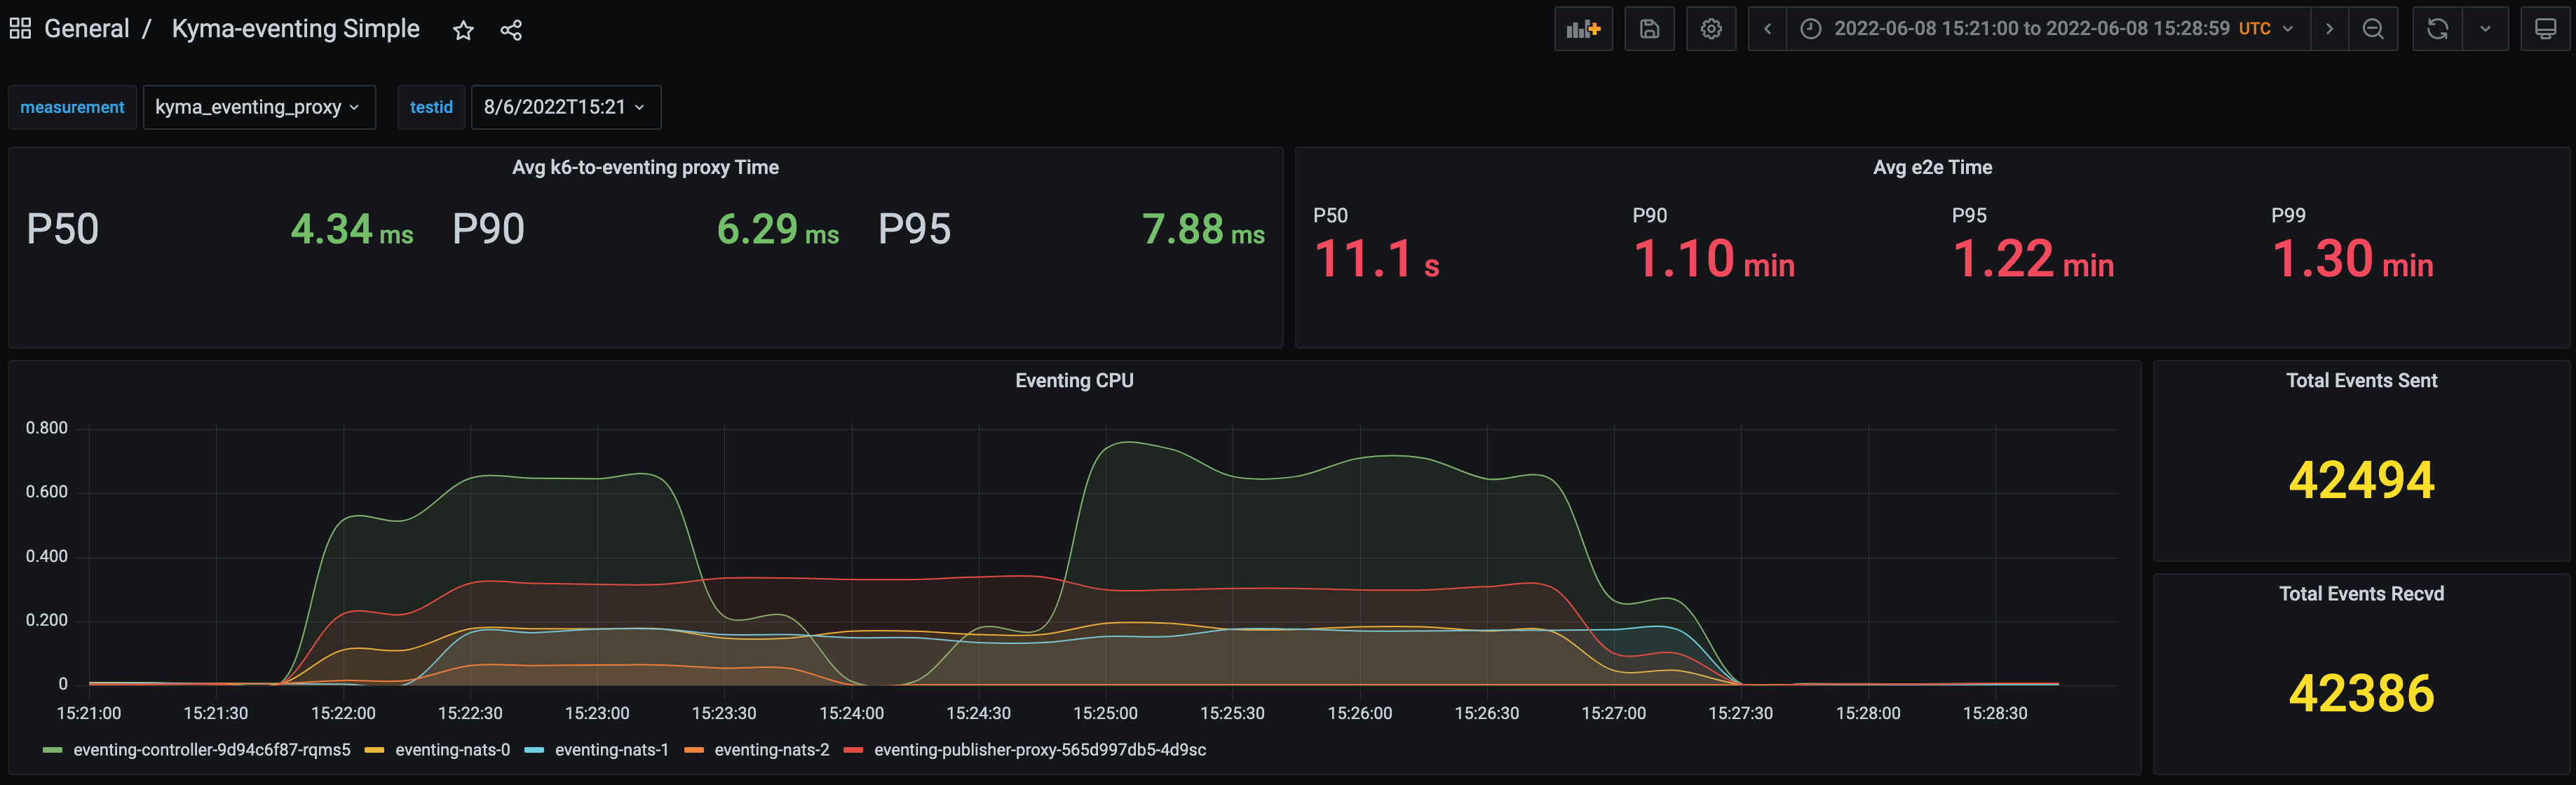 General / Kyma-eventing Simple
2022-06-08 15:21:00 to 2022-06-08 15:28:59 UTC
measurement kyma_eventing_proxy testid 8/6/2022T15:21
Avg k6-to-eventing proxy Time
P50 4.34 ms P90 6.29 ms P95 7.88 ms
Avg e2e Time
P50 P90 P95 P99
11.1 s 1.10 min 1.22 min 1.30 min
Eventing CPU
0.800
0.600
0.400
0.200
0
15:21:00 15:21:30 15:22:00 15:22:30 15:23:00 15:23:30 15:24:00 15:24:30 15:25:00 15:25:30 15:26:00 15:26:30 15:27:00 15:27:30 15:28:00 15:28:30
eventing-controller-9d94c6f87-rqms5 eventing-nats-0 eventing-nats-1 eventing-nats-2 eventing-publisher-proxy-565d997db5-4d9sc
Total Events Sent
42494
Total Events Recvd
42386